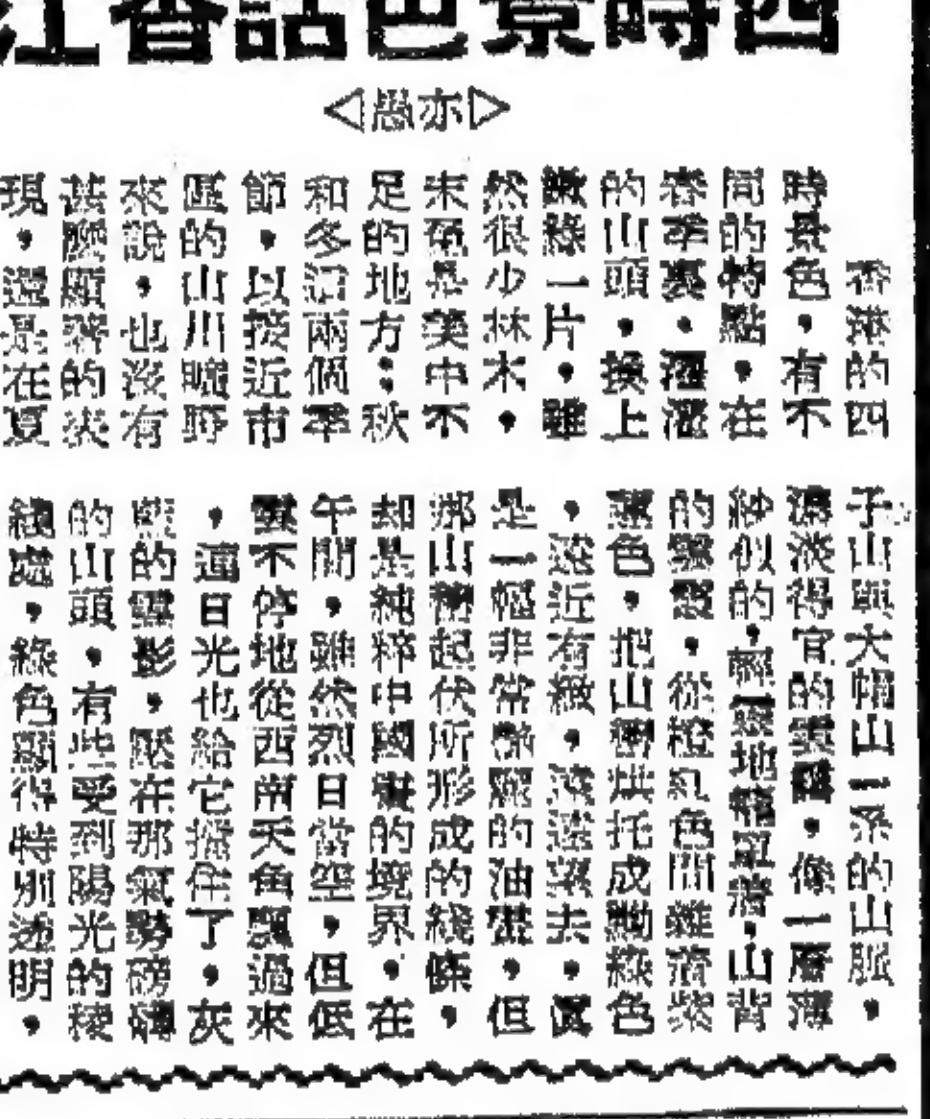 四時景色話香江
◁亦愚▷
香港的四
時景色,有不
同的特點,在
春季裏,
的山頭,換上
嫩綠一片,雖
然很少林木,
未免是美中不
足的地方;秋
和冬沿兩個季
節,以接近市
區的山川曠野
來說,也沒有
甚麼顯著的
現,還是在夏
子山與大帽山一系的山脈,
濃淡得宜的雲霧,像一層薄
紗似的,輕 地籠罩着,山背
的 霞,從橙紅色間雜着紫
色,把山巒烘托成黝綠色
,遠近有緻,遠遠望去,眞
是一幅非常 麗的油畫,但
那山巒起伏所形成的綫條,
却是純粹中國畫的境界,在
午間,雖然烈日當空,但低
雲不停地從西南天角飄過來
,連日光也給它擋住了,灰
藍的雲影,壓在那氣勢磅礴
的山頭,有些受到陽光的稜
綫處,綠色顯得特別透明,